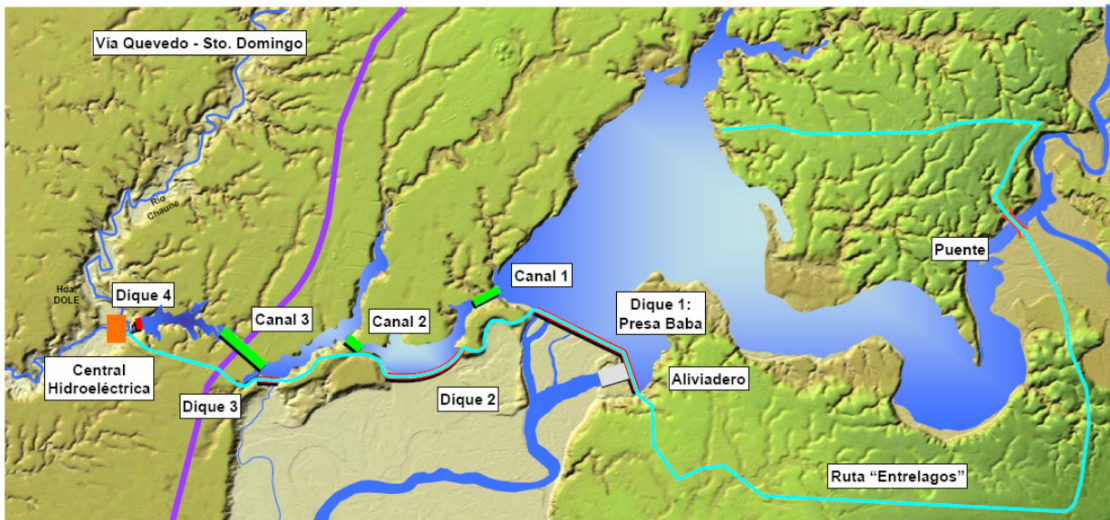 Vía Quevedo - Sto. Domingo
Río
Chaune
Hda.
DOLE
Dique 4
Canal 3
Canal 2
Canal 1
Puente
Dique 1:
Presa Baba
Central
Hidroeléctrica
Dique 3
Dique 2
Aliviadero
Ruta “Entrelagos”